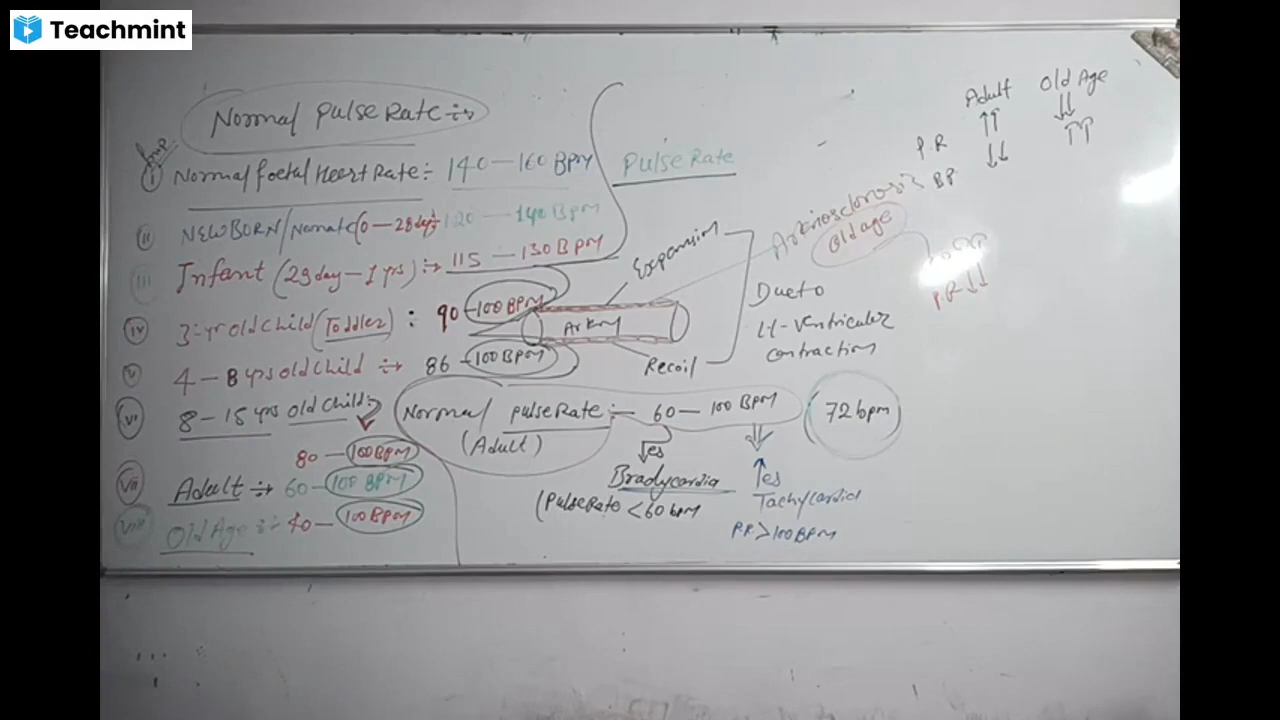 Teachmint
Normal Pulse Rate ÷
Imp.
(i) Normal foetal Heart Rate : 140 – 160 BPM
(ii) NEW BORN / Neonate (0 – 28 days) 120 – 140 BPM
(iii) Infant (29 day – 1 yrs) ÷ 115 – 130 BPM
(iv) 3-yr old child (Toddler) : 90 – 100 BPM
(v) 4 – 8 yrs old child ÷ 86 – 100 BPM
(vi) 8 – 15 yrs old child ÷
80 – 100 BPM
(vii) Adult ÷ 60 – 100 BPM
(viii) Old Age ÷ 40 – 100 BPM
Pulse Rate
Expansion
Artery
Recoil
Due to
Lt - Ventricular
contraction
Normal Pulse Rate :– 60 – 100 BPM
(Adult)
72 bpm
↓es
Bradycardia
(Pulse Rate < 60 bpm
↑es
Tachycardia
P.R. > 100 BPM
Adult Old Age
P.R ↑↑ ↓↓
BP ↓↓ ↑↑
Old age
P.R ↓↓